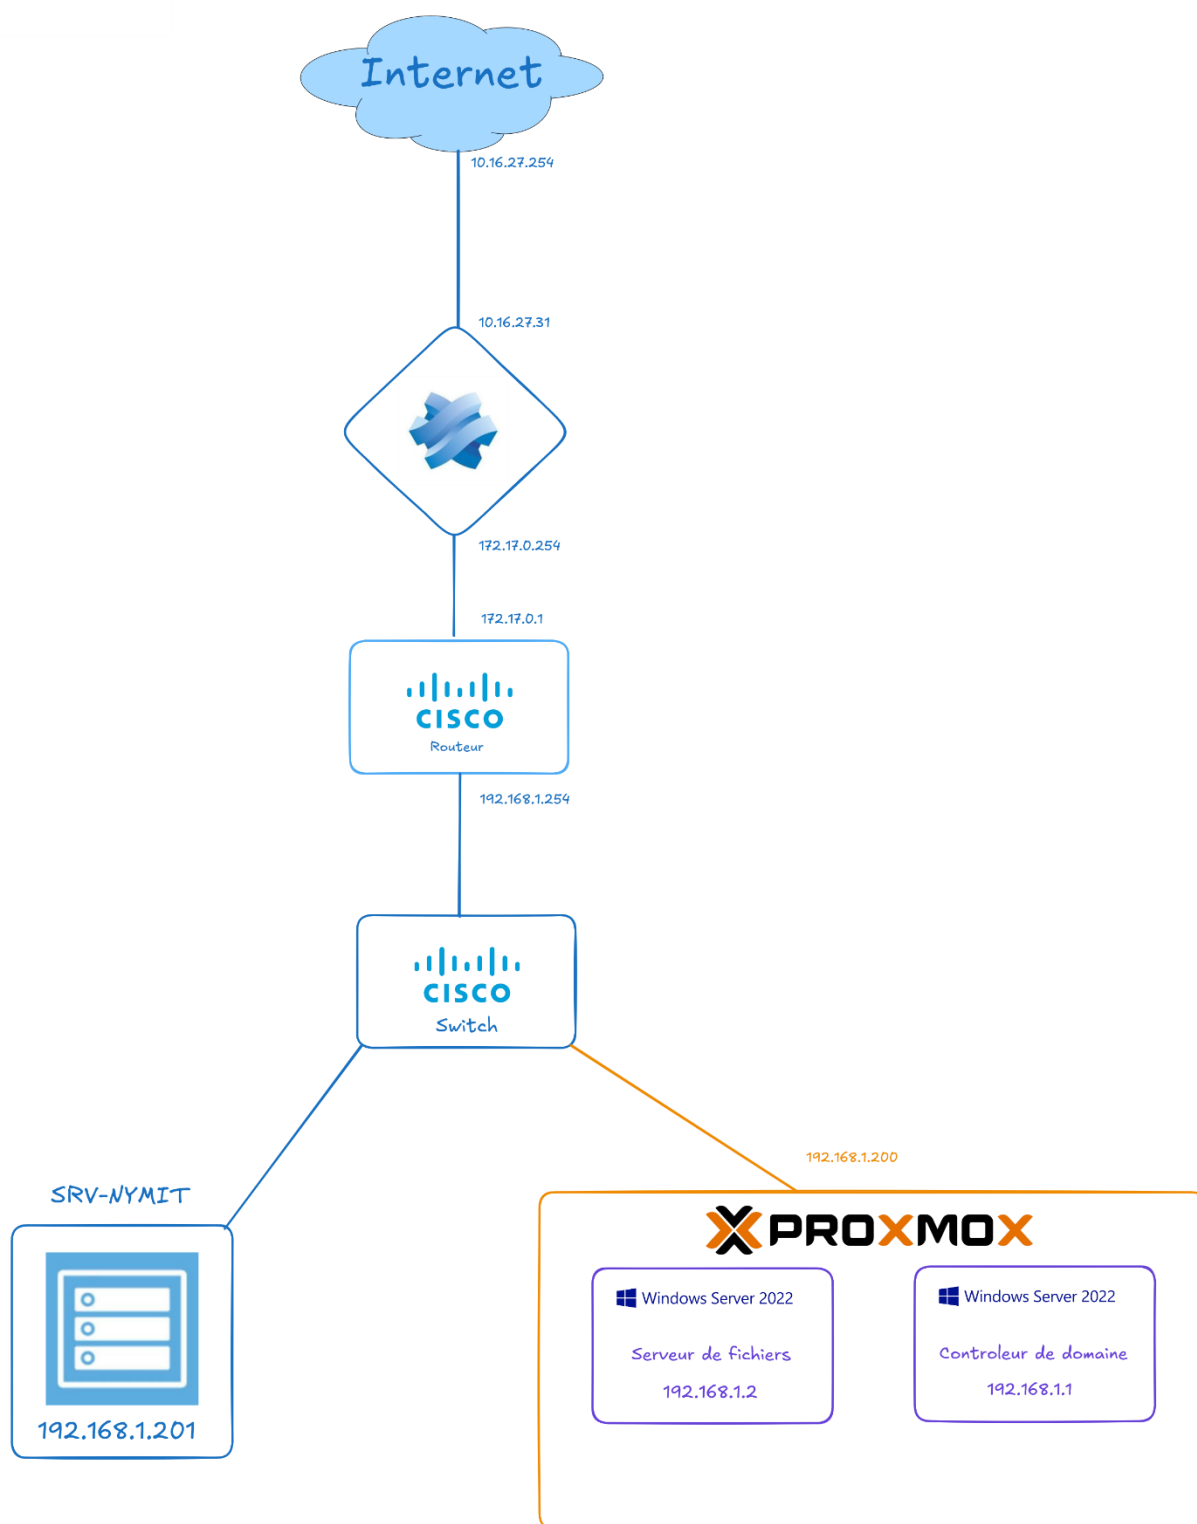 Internet
10.16.27.254
10.16.27.31
172.17.0.254
172.17.0.1
CISCO
Routeur
192.168.1.254
CISCO
Switch
192.168.1.200
SRV-NYMIT
192.168.1.201
PROXMOX
Windows Server 2022
Serveur de fichiers
192.168.1.2
Windows Server 2022
Controleur de domaine
192.168.1.1